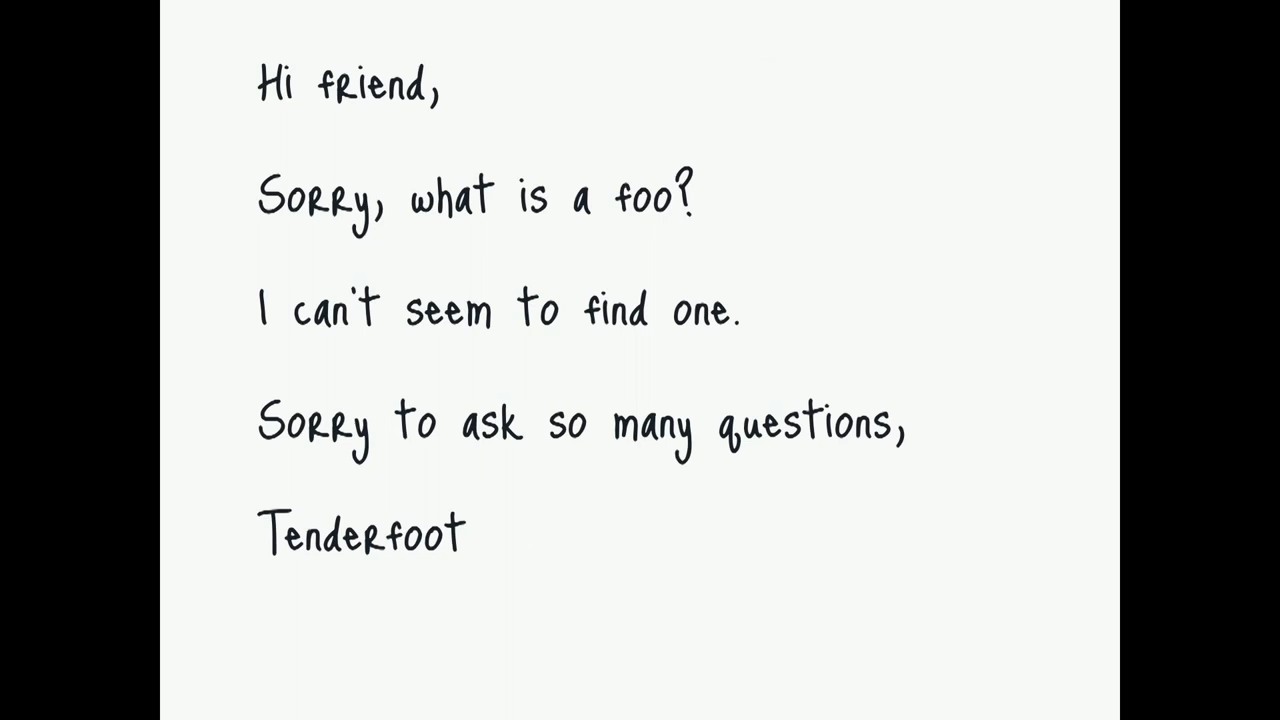 Hi friend,
Sorry, what is a foo?
I can't seem to find one.
Sorry to ask so many questions,
Tenderfoot